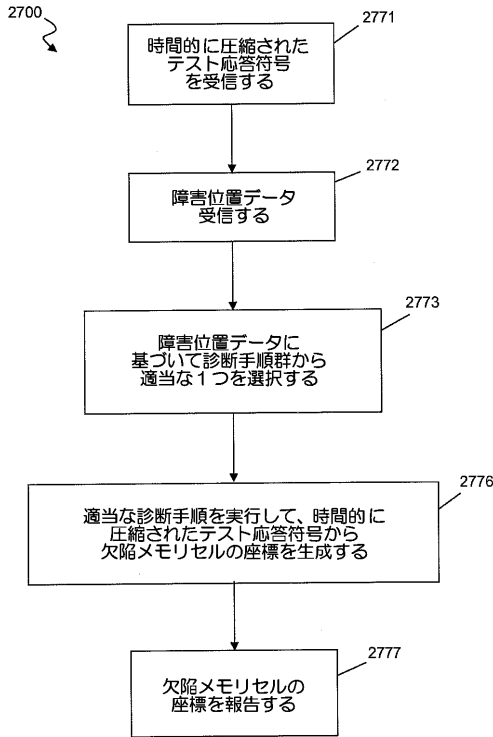 2700
2771
時間的に圧縮された
テスト応答符号
を受信する
2772
障害位置データ
受信する
2773
障害位置データに
基づいて診断手順群から
適当な1つを選択する
2776
適当な診断手順を実行して、時間的に
圧縮されたテスト応答符号から
欠陥メモリセルの座標を生成する
2777
欠陥メモリセルの
座標を報告する